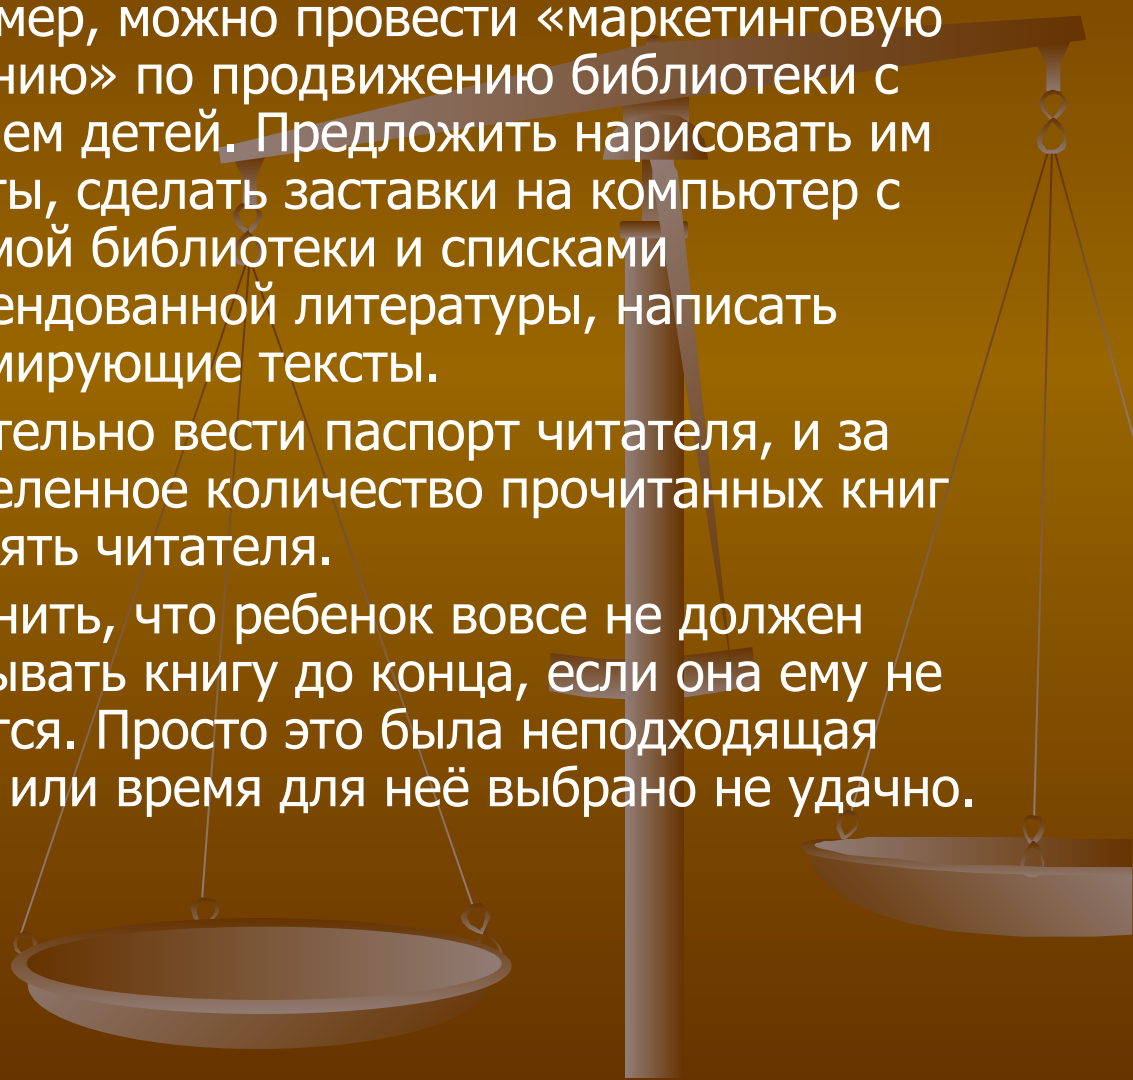 мер, можно провести «маркетинговую
нию» по продвижению библиотеки с
ем детей. Предложить нарисовать им
ты, сделать заставки на компьютер с
мой библиотеки и списками
ендованной литературы, написать
мирующие тексты.
тельно вести паспорт читателя, и за
еленное количество прочитанных книг
ять читателя.
нить, что ребенок вовсе не должен
ывать книгу до конца, если она ему не
тся. Просто это была неподходящая
или время для неё выбрано не удачно.